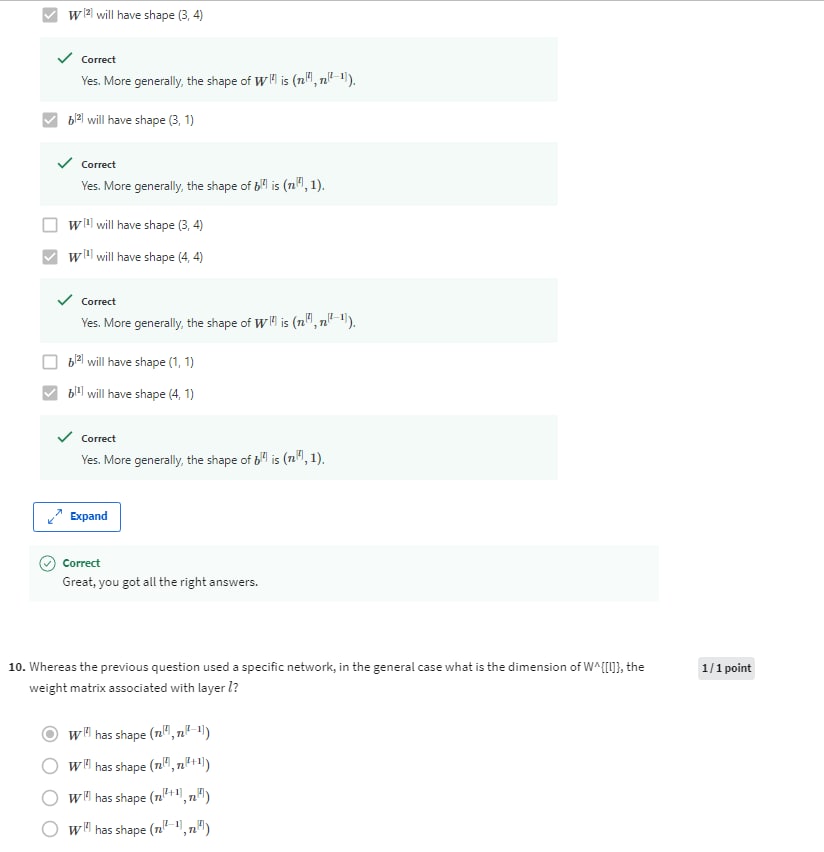 W^[2] will have shape (3, 4)
Correct
Yes. More generally, the shape of W^[l] is (n^[l], n^[l−1]).
b^[2] will have shape (3, 1)
Correct
Yes. More generally, the shape of b^[l] is (n^[l], 1).
W^[1] will have shape (3, 4)
W^[1] will have shape (4, 4)
Correct
Yes. More generally, the shape of W^[l] is (n^[l], n^[l−1]).
b^[2] will have shape (1, 1)
b^[1] will have shape (4, 1)
Correct
Yes. More generally, the shape of b^[l] is (n^[l], 1).
Expand
Correct
Great, you got all the right answers.
10. Whereas the previous question used a specific network, in the general case what is the dimension of W^{[l]}, the
1 / 1 point
weight matrix associated with layer l?
W^[l] has shape (n^[l], n^[l−1])
W^[l] has shape (n^[l], n^[l+1])
W^[l] has shape (n^[l+1], n^[l])
W^[l] has shape (n^[l−1], n^[l])